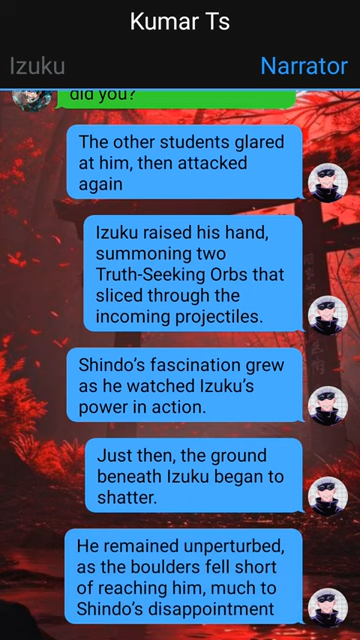 Kumar Ts
Izuku
Narrator
did you?
The other students glared
at him, then attacked
again
Izuku raised his hand,
summoning two
Truth-Seeking Orbs that
sliced through the
incoming projectiles.
Shindo’s fascination grew
as he watched Izuku’s
power in action.
Just then, the ground
beneath Izuku began to
shatter.
He remained unperturbed,
as the boulders fell short
of reaching him, much to
Shindo’s disappointment